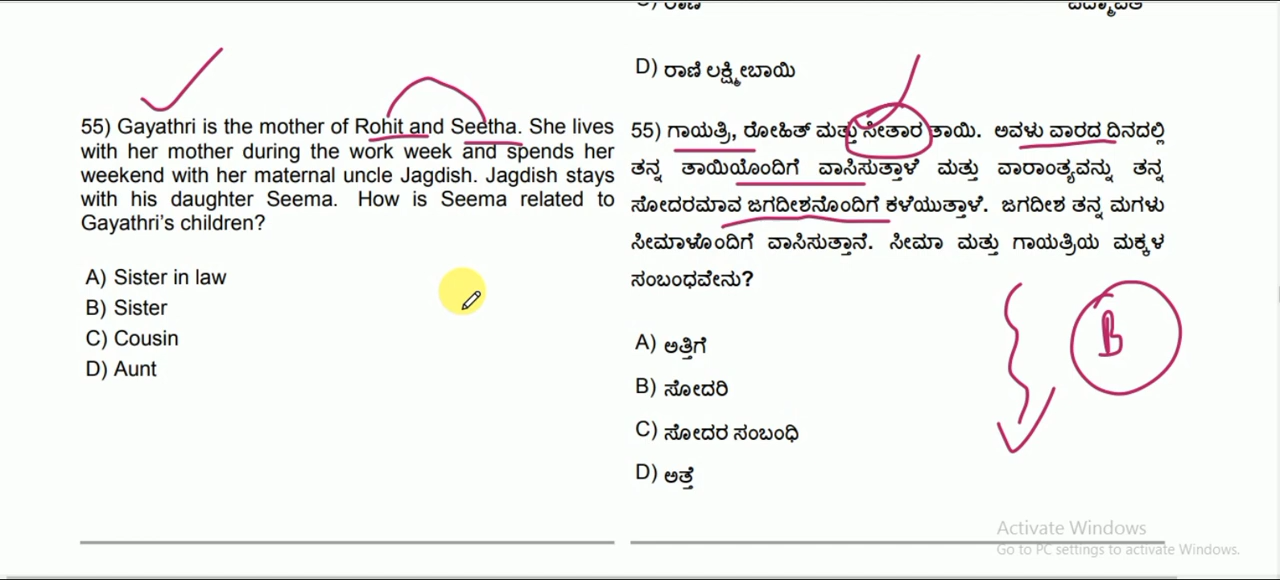 55) Gayathri is the mother of Rohit and Seetha. She lives
with her mother during the work week and spends her
weekend with her maternal uncle Jagdish. Jagdish stays
with his daughter Seema. How is Seema related to
Gayathri's children?
A) Sister in law
B) Sister
C) Cousin
D) Aunt
D) ರಾಣಿ ಲಕ್ಷ್ಮೀಬಾಯಿ
55) ಗಾಯತ್ರಿ, ರೋಹಿತ್ ಮತ್ತು ಸೀತಾರ ತಾಯಿ. ಅವಳು ವಾರದ ದಿನದಲ್ಲಿ
ತನ್ನ ತಾಯಿಯೊಂದಿಗೆ ವಾಸಿಸುತ್ತಾಳೆ ಮತ್ತು ವಾರಾಂತ್ಯವನ್ನು ತನ್ನ
ಸೋದರಮಾವ ಜಗದೀಶನೊಂದಿಗೆ ಕಳೆಯುತ್ತಾಳೆ. ಜಗದೀಶ ತನ್ನ ಮಗಳು
ಸೀಮಾಳೊಂದಿಗೆ ವಾಸಿಸುತ್ತಾನೆ. ಸೀಮಾ ಮತ್ತು ಗಾಯತ್ರಿಯ ಮಕ್ಕಳ
ಸಂಬಂಧವೇನು?
A) ಅತ್ತಿಗೆ
B) ಸೋದರಿ
C) ಸೋದರ ಸಂಬಂಧಿ
D) ಅತ್ತೆ
B
Activate Windows
Go to PC settings to activate Windows.